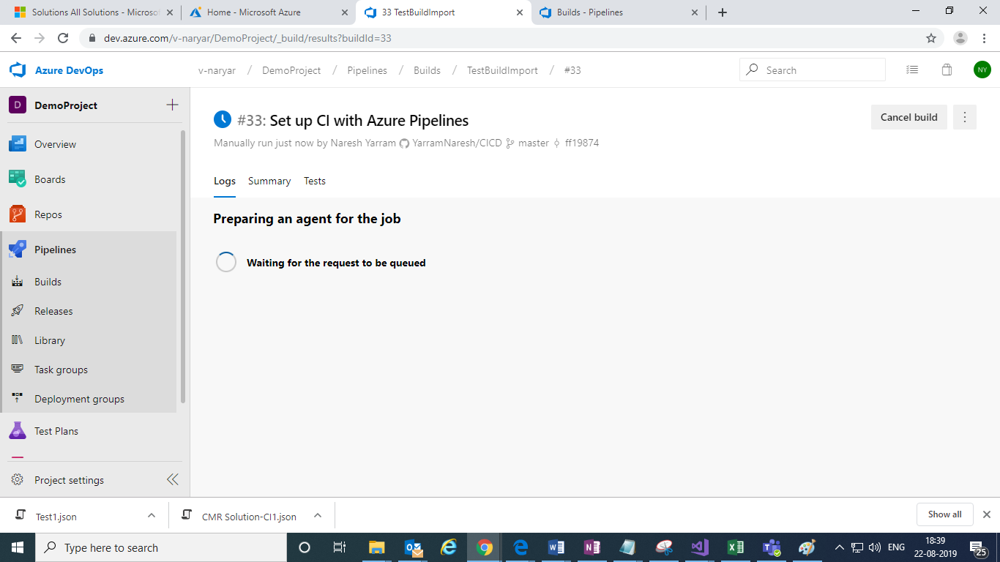 Solutions All Solutions - Microso
Home - Microsoft Azure
33 TestBuildImport
Builds - Pipelines
dev.azure.com/v-naryar/DemoProject/_build/results?buildId=33
Azure DevOps
v-naryar / DemoProject / Pipelines / Builds / TestBuildImport / #33
Search
NY
D DemoProject
#33: Set up CI with Azure Pipelines
Cancel build
Manually run just now by Naresh Yarram YarramNaresh/CICD master ff19874
Overview
Boards
Repos
Pipelines
Builds
Releases
Library
Task groups
Deployment groups
Test Plans
Project settings
Logs Summary Tests
Preparing an agent for the job
Waiting for the request to be queued
Test1.json
CMR Solution-CI1.json
Show all
Type here to search
ENG
18:39
22-08-2019
25